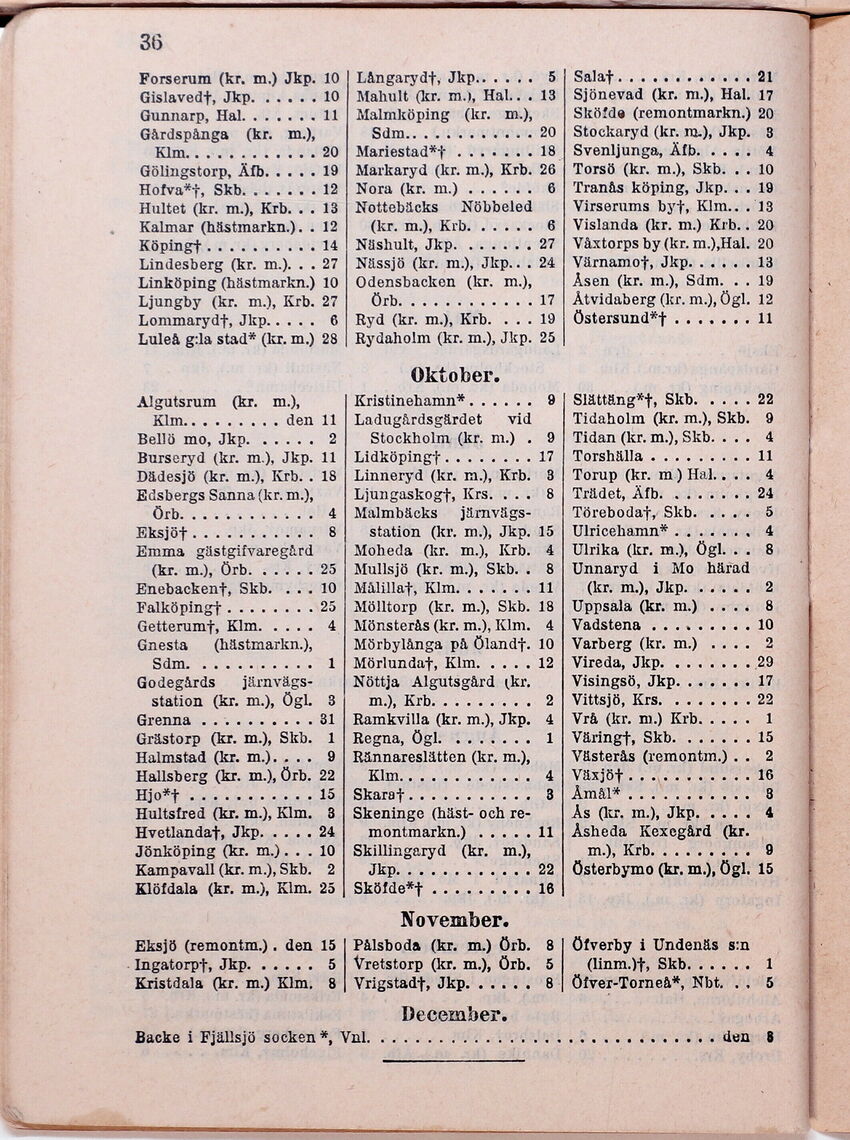 36
Forserum (kr. m.) Jkp. 10
Gislaved†, Jkp. . . . . . 10
Gunnarp, Hal. . . . . . . 11
Gårdspånga (kr. m.),
Klm. . . . . . . . . . . . 20
Gölingstorp, Äfb. . . . . 19
Hofva*†, Skb. . . . . . . 12
Hultet (kr. m.), Krb. . . 13
Kalmar (hästmarkn.). . 12
Köping† . . . . . . . . . . 14
Lindesberg (kr. m.). . . 27
Linköping (hästmarkn.) 10
Ljungby (kr. m.), Krb. 27
Lommaryd†, Jkp. . . . . 6
Luleå g:la stad* (kr. m.) 28
Långaryd†, Jkp. . . . . . 5
Mahult (kr. m.), Hal. . . 13
Malmköping (kr. m.),
Sdm. . . . . . . . . . . . 20
Mariestad*† . . . . . . . 18
Markaryd (kr. m.), Krb. 26
Nora (kr. m.) . . . . . . 6
Nottebäcks Nöbbeled
(kr. m.), Krb. . . . . . . 6
Näshult, Jkp. . . . . . . 27
Nässjö (kr. m.), Jkp. . . 24
Odensbacken (kr. m.),
Örb. . . . . . . . . . . . 17
Ryd (kr. m.), Krb. . . . 19
Rydaholm (kr. m.), Jkp. 25
Sala† . . . . . . . . . . . . 21
Sjönevad (kr. m.), Hal. 17
Sköfde (remontmarkn.) 20
Stockaryd (kr. m.), Jkp. 3
Svenljunga, Äfb. . . . . 4
Torsö (kr. m.), Skb. . . 10
Tranås köping, Jkp. . . 19
Virserums by†, Klm. . . 13
Vislanda (kr. m.) Krb. . 20
Våxtorps by (kr. m.), Hal. 20
Värnamo†, Jkp. . . . . . 13
Åsen (kr. m.), Sdm. . . 19
Åtvidaberg (kr. m.), Ögl. 12
Östersund*† . . . . . . . 11
Oktober.
Algutsrum (kr. m.),
Klm. . . . . . . . . den 11
Bellö mo, Jkp. . . . . . 2
Burseryd (kr. m.), Jkp. 11
Dädesjö (kr. m.), Krb. . 18
Edsbergs Sanna (kr. m.),
Örb. . . . . . . . . . . . 4
Eksjö† . . . . . . . . . . . 8
Emma gästgifvaregård
(kr. m.), Örb. . . . . . 25
Enebacken†, Skb. . . . 10
Falköping† . . . . . . . . 25
Getterum†, Klm. . . . . 4
Gnesta (hästmarkn.),
Sdm. . . . . . . . . . . . 1
Godegårds järnvägs-
station (kr. m.), Ögl. 3
Grenna . . . . . . . . . . 31
Grästorp (kr. m.), Skb. 1
Halmstad (kr. m.). . . . 9
Hallsberg (kr. m.), Örb. 22
Hjo*† . . . . . . . . . . . 15
Hultsfred (kr. m.), Klm. 3
Hvetlanda†, Jkp. . . . . 24
Jönköping (kr. m.) . . . 10
Kampavall (kr. m.), Skb. 2
Klöfdala (kr. m.), Klm. 25
Kristinehamn* . . . . . . 9
Ladugårdsgärdet vid
Stockholm (kr. m.) . 9
Lidköping† . . . . . . . . 17
Linneryd (kr. m.), Krb. 3
Ljungaskog†, Krs. . . . 8
Malmbäcks järnvägs-
station (kr. m.), Jkp. 15
Moheda (kr. m.), Krb. 4
Mullsjö (kr. m.), Skb. . 8
Målilla†, Klm. . . . . . . 11
Mölltorp (kr. m.), Skb. 18
Mönsterås (kr. m.), Klm. 4
Mörbylånga på Öland†. 10
Mörlunda†, Klm. . . . . 12
Nöttja Algutsgård (kr.
m.), Krb. . . . . . . . . 2
Ramkvilla (kr. m.), Jkp. 4
Regna, Ögl. . . . . . . . 1
Rännareslätten (kr. m.),
Klm. . . . . . . . . . . . 4
Skara† . . . . . . . . . . . 3
Skeninge (häst- och re-
montmarkn.) . . . . . 11
Skillingaryd (kr. m.),
Jkp. . . . . . . . . . . . 22
Sköfde*† . . . . . . . . . 16
Slättäng*†, Skb. . . . . 22
Tidaholm (kr. m.), Skb. 9
Tidan (kr. m.), Skb. . . . 4
Torshälla . . . . . . . . . 11
Torup (kr. m ) Hal. . . . 4
Trädet, Äfb. . . . . . . . 24
Töreboda†, Skb. . . . . 5
Ulricehamn* . . . . . . . 4
Ulrika (kr. m.), Ögl. . . 8
Unnaryd i Mo härad
(kr. m.), Jkp. . . . . . 2
Uppsala (kr. m.) . . . . 8
Vadstena . . . . . . . . . 10
Varberg (kr. m.) . . . . 2
Vireda, Jkp. . . . . . . . 29
Visingsö, Jkp. . . . . . . 17
Vittsjö, Krs. . . . . . . . 22
Vrå (kr. m.) Krb. . . . . 1
Väring†, Skb. . . . . . . 15
Västerås (remontm.) . . 2
Växjö† . . . . . . . . . . . 16
Åmål* . . . . . . . . . . . 8
Ås (kr. m.), Jkp. . . . . 4
Åsheda Kexegård (kr.
m.), Krb. . . . . . . . . 9
Österbymo (kr. m.), Ögl. 15
November.
Eksjö (remontm.) . den 15
Ingatorp†, Jkp. . . . . . 5
Kristdala (kr. m.) Klm. 8
Pålsboda (kr. m.) Örb. 8
Vretstorp (kr. m.), Örb. 5
Vrigstad†, Jkp. . . . . . 8
Öfverby i Undenäs s:n
(linm.)†, Skb. . . . . . 1
Öfver-Torneå*, Nbt. . . 5
December.
Backe i Fjällsjö socken*, Vnl. . . . . . . . . . . . . . . . . . . . . . . . . . . den 8